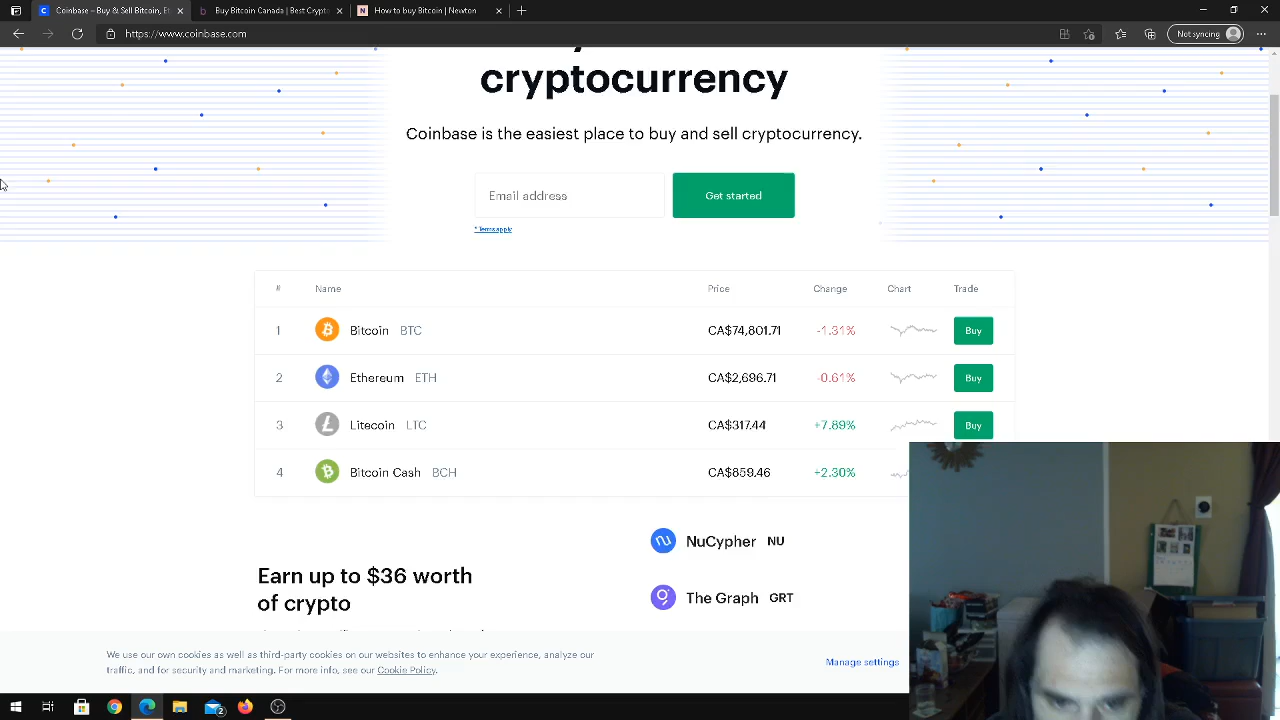 Coinbase – Buy & Sell Bitcoin, Et
Buy Bitcoin Canada | Best Crypto
How to buy Bitcoin | Newton
https://www.coinbase.com
Not syncing
cryptocurrency
Coinbase is the easiest place to buy and sell cryptocurrency.
Email address
Get started
* Terms apply
# Name Price Change Chart Trade
1 Bitcoin BTC CA$74,801.71 -1.31% Buy
2 Ethereum ETH CA$2,696.71 -0.61% Buy
3 Litecoin LTC CA$317.44 +7.89% Buy
4 Bitcoin Cash BCH CA$859.46 +2.30%
NuCypher NU
Earn up to $36 worth
of crypto
The Graph GRT
We use our own cookies as well as third-party cookies on our websites to enhance your experience, analyze our
traffic, and for security and marketing. For more info, see our Cookie Policy.
Manage settings
2